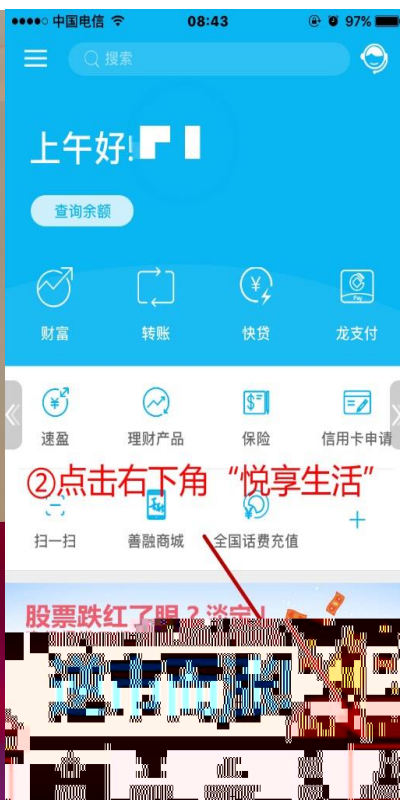 中国电信 08:43 97%
搜索
上午好!
查询余额
财富 转账 快贷 龙支付
Pay
速盈 理财产品 保险 信用卡申请
②点击右下角“悦享生活”
扫一扫 善融商城 全国话费充值
股票跌红了眼?淡定!